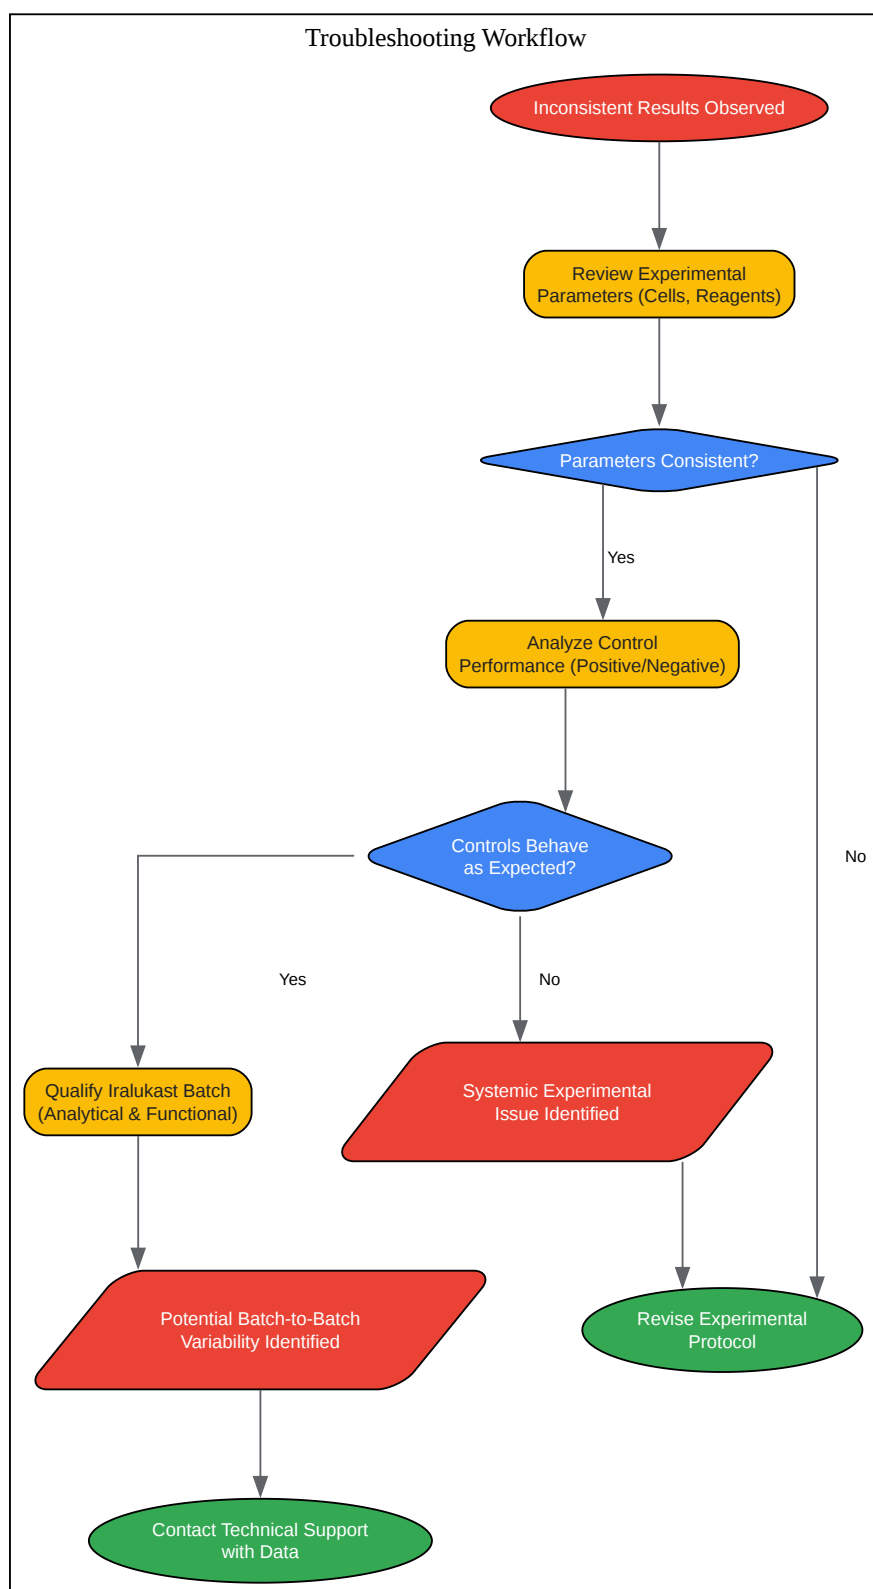 Troubleshooting Workflow
Inconsistent Results Observed
Review Experimental
Parameters (Cells, Reagents)
Parameters Consistent?
Yes
Analyze Control
Performance (Positive/Negative)
Controls Behave
as Expected?
No
Yes
No
Qualify Iralukast Batch
(Analytical & Functional)
Systemic Experimental
Issue Identified
Potential Batch-to-Batch
Variability Identified
Revise Experimental
Protocol
Contact Technical Support
with Data